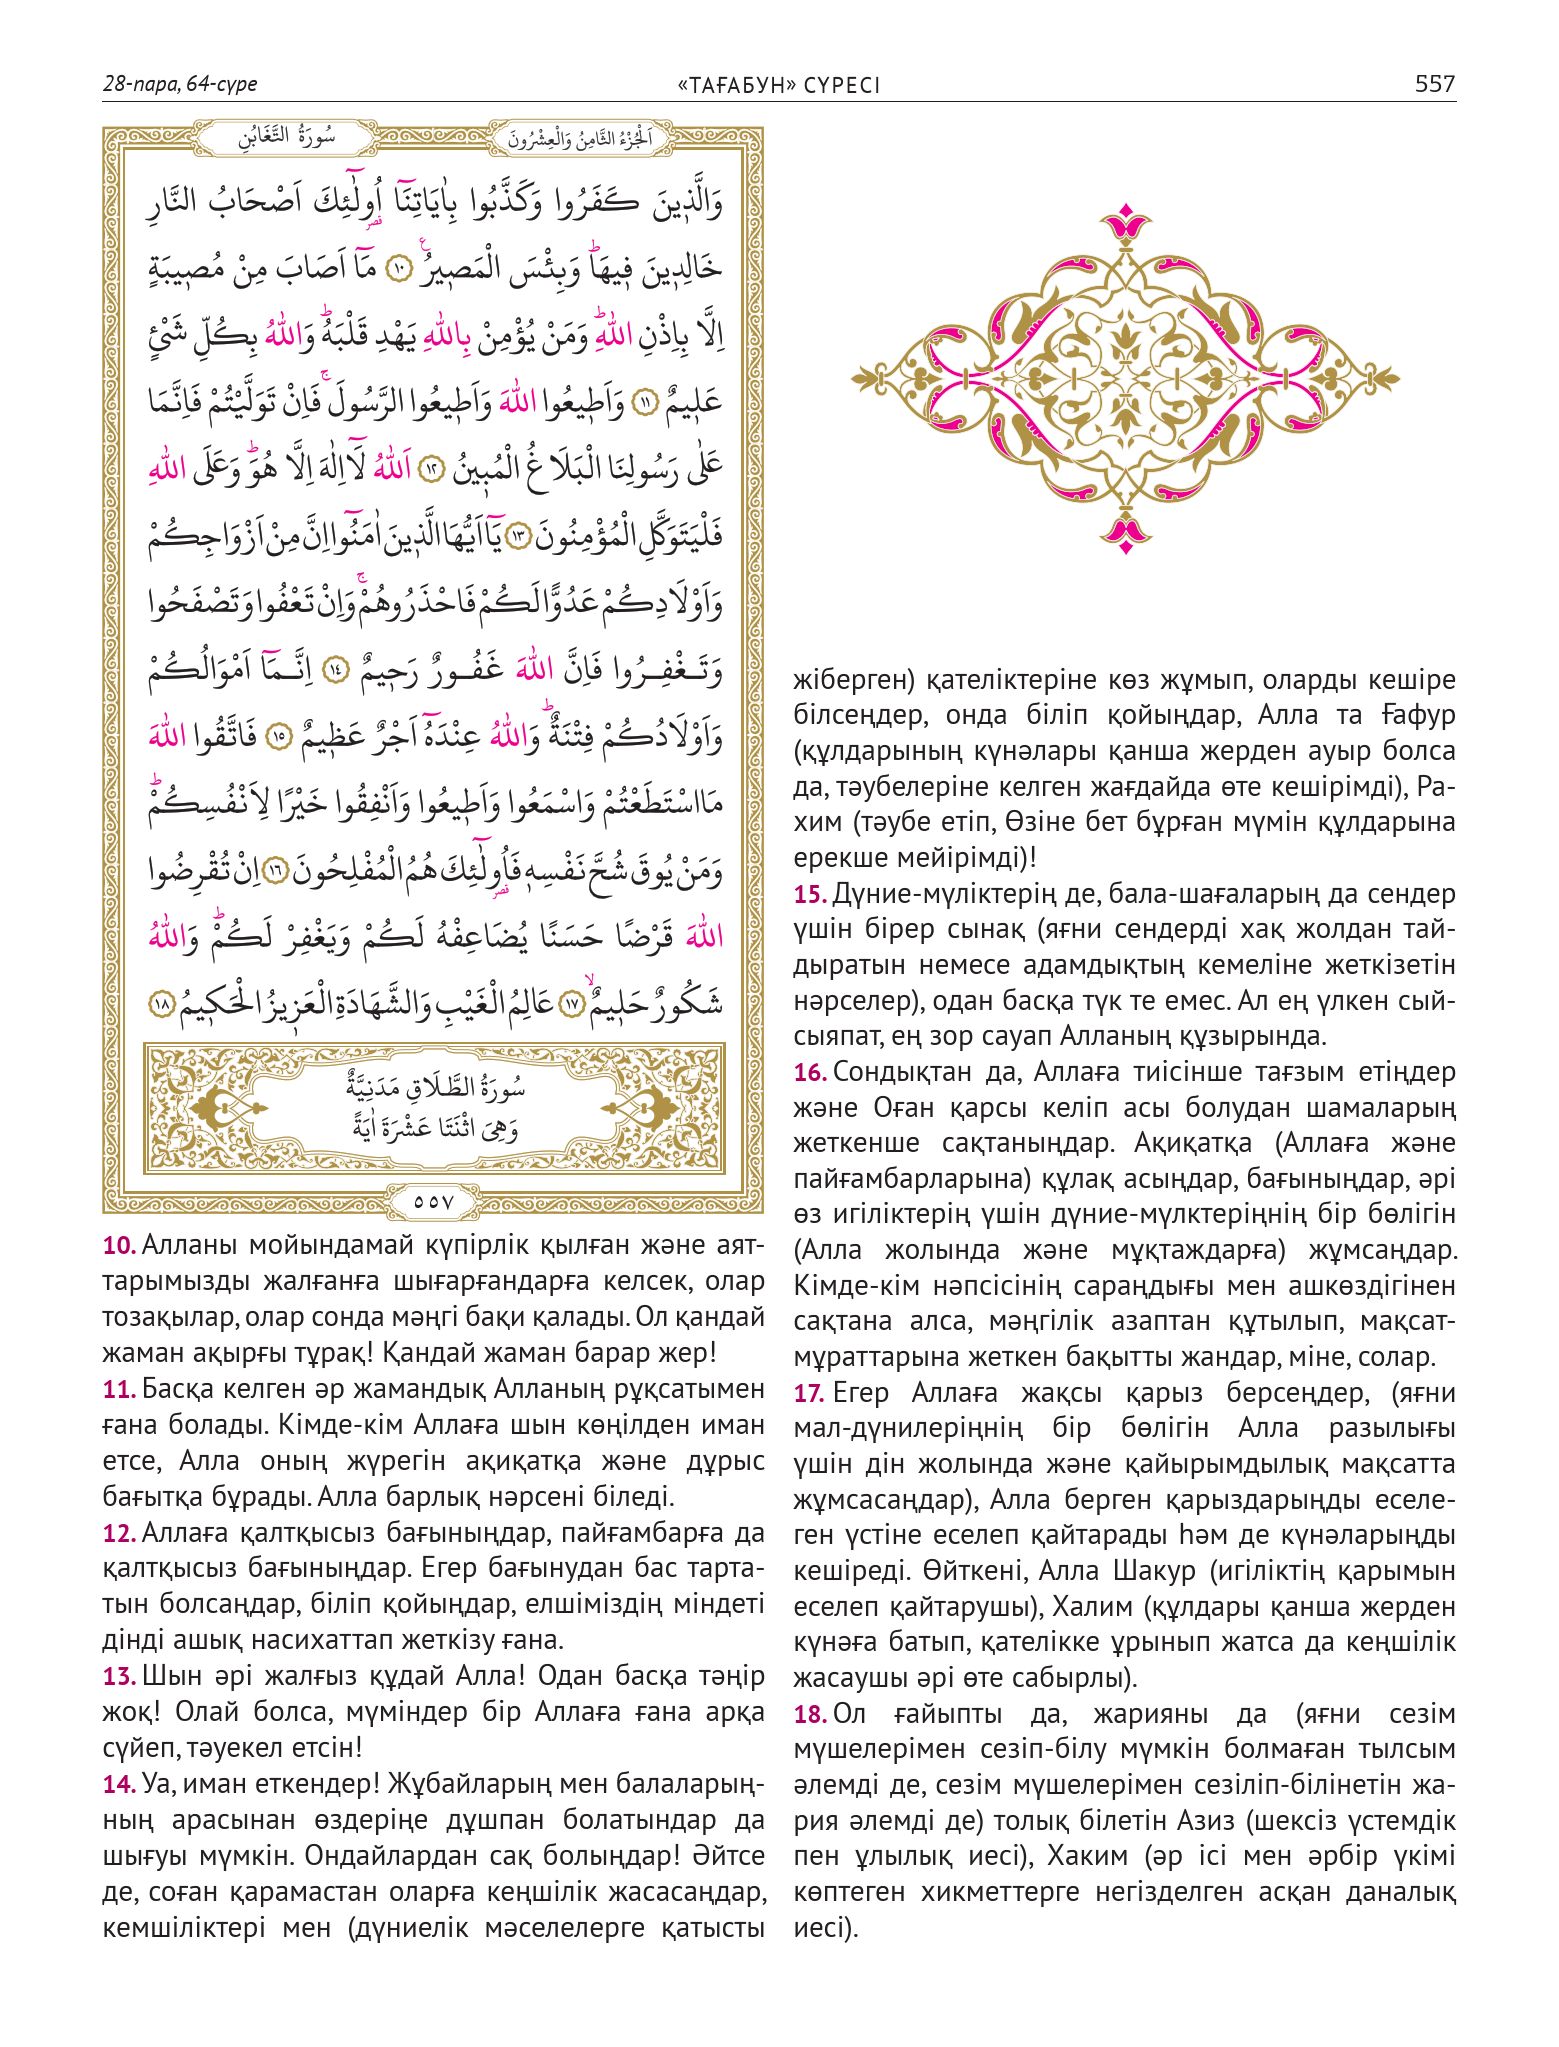 28-пара, 64-сүре
«ТАҒАБУН» СҮРЕСІ
557
سُورَةُ التَّغَابُنِ
اَلْجُزْءُ الثَّامِنُ وَالْعِشْرُونَ
وَالَّذ۪ينَ كَفَرُوا وَكَذَّبُوا بِاٰيَاتِنَٓا اُو۬لٰٓئِكَ اَصْحَابُ النَّارِ
خَالِد۪ينَ ف۪يهَاۜ وَبِئْسَ الْمَص۪يرُ۟ ﴿١٠﴾ مَٓا اَصَابَ مِنْ مُص۪يبَةٍ
اِلَّا بِاِذْنِ اللّٰهِۜ وَمَنْ يُؤْمِنْ بِاللّٰهِ يَهْدِ قَلْبَهُۜ وَاللّٰهُ بِكُلِّ شَيْءٍ
عَل۪يمٌ ﴿١١﴾ وَاَط۪يعُوا اللّٰهَ وَاَط۪يعُوا الرَّسُولَۚ فَاِنْ تَوَلَّيْتُمْ فَاِنَّمَا
عَلٰى رَسُولِنَا الْبَلَاغُ الْمُب۪ينُ ﴿١٢﴾ اَللّٰهُ لَٓا اِلٰهَ اِلَّا هُوَۜ وَعَلَى اللّٰهِ
فَلْيَتَوَكَّلِ الْمُؤْمِنُونَ ﴿١٣﴾ يَٓا اَيُّهَا الَّذ۪ينَ اٰمَنُٓوا اِنَّ مِنْ اَزْوَاجِكُمْ
وَاَوْلَادِكُمْ عَدُوًّا لَكُمْ فَاحْذَرُوهُمْۚ وَاِنْ تَعْفُوا وَتَصْفَحُوا
وَتَغْفِرُوا فَاِنَّ اللّٰهَ غَفُورٌ رَح۪يمٌ ﴿١٤﴾ اِنَّمَٓا اَمْوَالُكُمْ
وَاَوْلَادُكُمْ فِتْنَةٌۜ وَاللّٰهُ عِنْدَهُٓ اَجْرٌ عَظ۪يمٌ ﴿١٥﴾ فَاتَّقُوا اللّٰهَ
مَا اسْتَطَعْتُمْ وَاسْمَعُوا وَاَط۪يعُوا وَاَنْفِقُوا خَيْرًا لِاَنْفُسِكُمْۜ
وَمَنْ يُوقَ شُحَّ نَفْسِه۪ فَاُو۬لٰٓئِكَ هُمُ الْمُفْلِحُونَ ﴿١٦﴾ اِنْ تُقْرِضُوا
اللّٰهَ قَرْضًا حَسَنًا يُضَاعِفْهُ لَكُمْ وَيَغْفِرْ لَكُمْۜ وَاللّٰهُ
شَكُورٌ حَل۪يمٌۙ ﴿١٧﴾ عَالِمُ الْغَيْبِ وَالشَّهَادَةِ الْعَز۪يزُ الْحَك۪يمُ ﴿١٨﴾
سُورَةُ الطَّلَاقِ مَدَنِيَّةٌ
وَهِيَ اثْنَتَا عَشْرَةَ اٰيَةً
٥٥٧
10. Алланы мойындамай күпірлік қылған және аят-
тарымызды жалғанға шығарғандарға келсек, олар
тозақылар, олар сонда мәңгі бақи қалады. Ол қандай
жаман ақырғы тұрақ! Қандай жаман барар жер!
11. Басқа келген әр жамандық Алланың рұқсатымен
ғана болады. Кімде-кім Аллаға шын көңілден иман
етсе, Алла оның жүрегін ақиқатқа және дұрыс
бағытқа бұрады. Алла барлық нәрсені біледі.
12. Аллаға қалтқысыз бағыныңдар, пайғамбарға да
қалтқысыз бағыныңдар. Егер бағынудан бас тарта-
тын болсаңдар, біліп қойыңдар, елшіміздің міндеті
дінді ашық насихаттап жеткізу ғана.
13. Шын әрі жалғыз құдай Алла! Одан басқа тәңір
жоқ! Олай болса, мүміндер бір Аллаға ғана арқа
сүйеп, тәуекел етсін!
14. Уа, иман еткендер! Жұбайларың мен балаларың-
ның арасынан өздеріңе дұшпан болатындар да
шығуы мүмкін. Ондайлардан сақ болыңдар! Әйтсе
де, соған қарамастан оларға кеңшілік жасасаңдар,
кемшіліктері мен (дүниелік мәселелерге қатысты
жіберген) қателіктеріне көз жұмып, оларды кешіре
білсеңдер, онда біліп қойыңдар, Алла та Ғафур
(құлдарының күнәлары қанша жерден ауыр болса
да, тәубелеріне келген жағдайда өте кешірімді), Ра-
хим (тәубе етіп, Өзіне бет бұрған мүмін құлдарына
ерекше мейірімді)!
15. Дүние-мүліктерің де, бала-шағаларың да сендер
үшін бірер сынақ (яғни сендерді хақ жолдан тай-
дыратын немесе адамдықтың кемеліне жеткізетін
нәрселер), одан басқа түк те емес. Ал ең үлкен сый-
сыяпат, ең зор сауап Алланың құзырында.
16. Сондықтан да, Аллаға тиісінше тағзым етіңдер
және Оған қарсы келіп асы болудан шамаларың
жеткенше сақтаныңдар. Ақиқатқа (Аллаға және
пайғамбарларына) құлақ асыңдар, бағыныңдар, әрі
өз игіліктерің үшін дүние-мүлктеріңнің бір бөлігін
(Алла жолында және мұқтаждарға) жұмсаңдар.
Кімде-кім нәпсісінің сараңдығы мен ашкөздігінен
сақтана алса, мәңгілік азаптан құтылып, мақсат-
мұраттарына жеткен бақытты жандар, міне, солар.
17. Егер Аллаға жақсы қарыз берсеңдер, (яғни
мал-дүнилеріңнің бір бөлігін Алла разылығы
үшін дін жолында және қайырымдылық мақсатта
жұмсасаңдар), Алла берген қарыздарыңды еселе-
ген үстіне еселеп қайтарады һәм де күнәларыңды
кешіреді. Өйткені, Алла Шакур (игіліктің қарымын
еселеп қайтарушы), Халим (құлдары қанша жерден
күнәға батып, қателікке ұрынып жатса да кеңшілік
жасаушы әрі өте сабырлы).
18. Ол ғайыпты да, жарияны да (яғни сезім
мүшелерімен сезіп-білу мүмкін болмаған тылсым
әлемді де, сезім мүшелерімен сезіліп-білінетін жа-
рия әлемді де) толық білетін Азиз (шексіз үстемдік
пен ұлылық иесі), Хаким (әр ісі мен әрбір үкімі
көптеген хикметтерге негізделген асқан даналық
иесі).